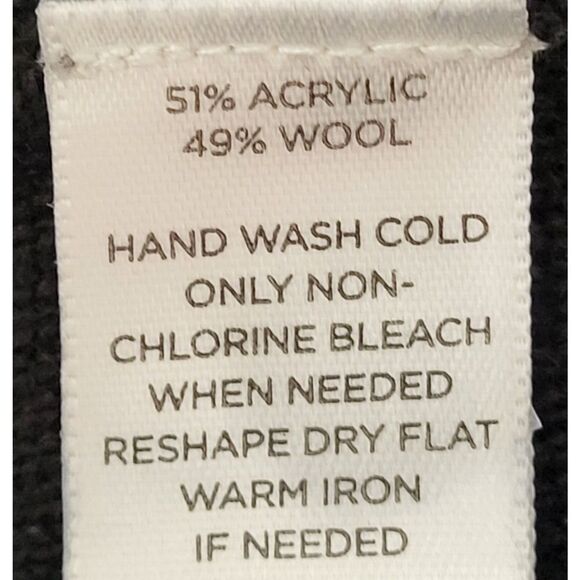 51% ACRYLIC
49% WOOL
HAND WASH COLD
ONLY NON-
CHLORINE BLEACH
WHEN NEEDED
RESHAPE DRY FLAT
WARM IRON
IF NEEDED